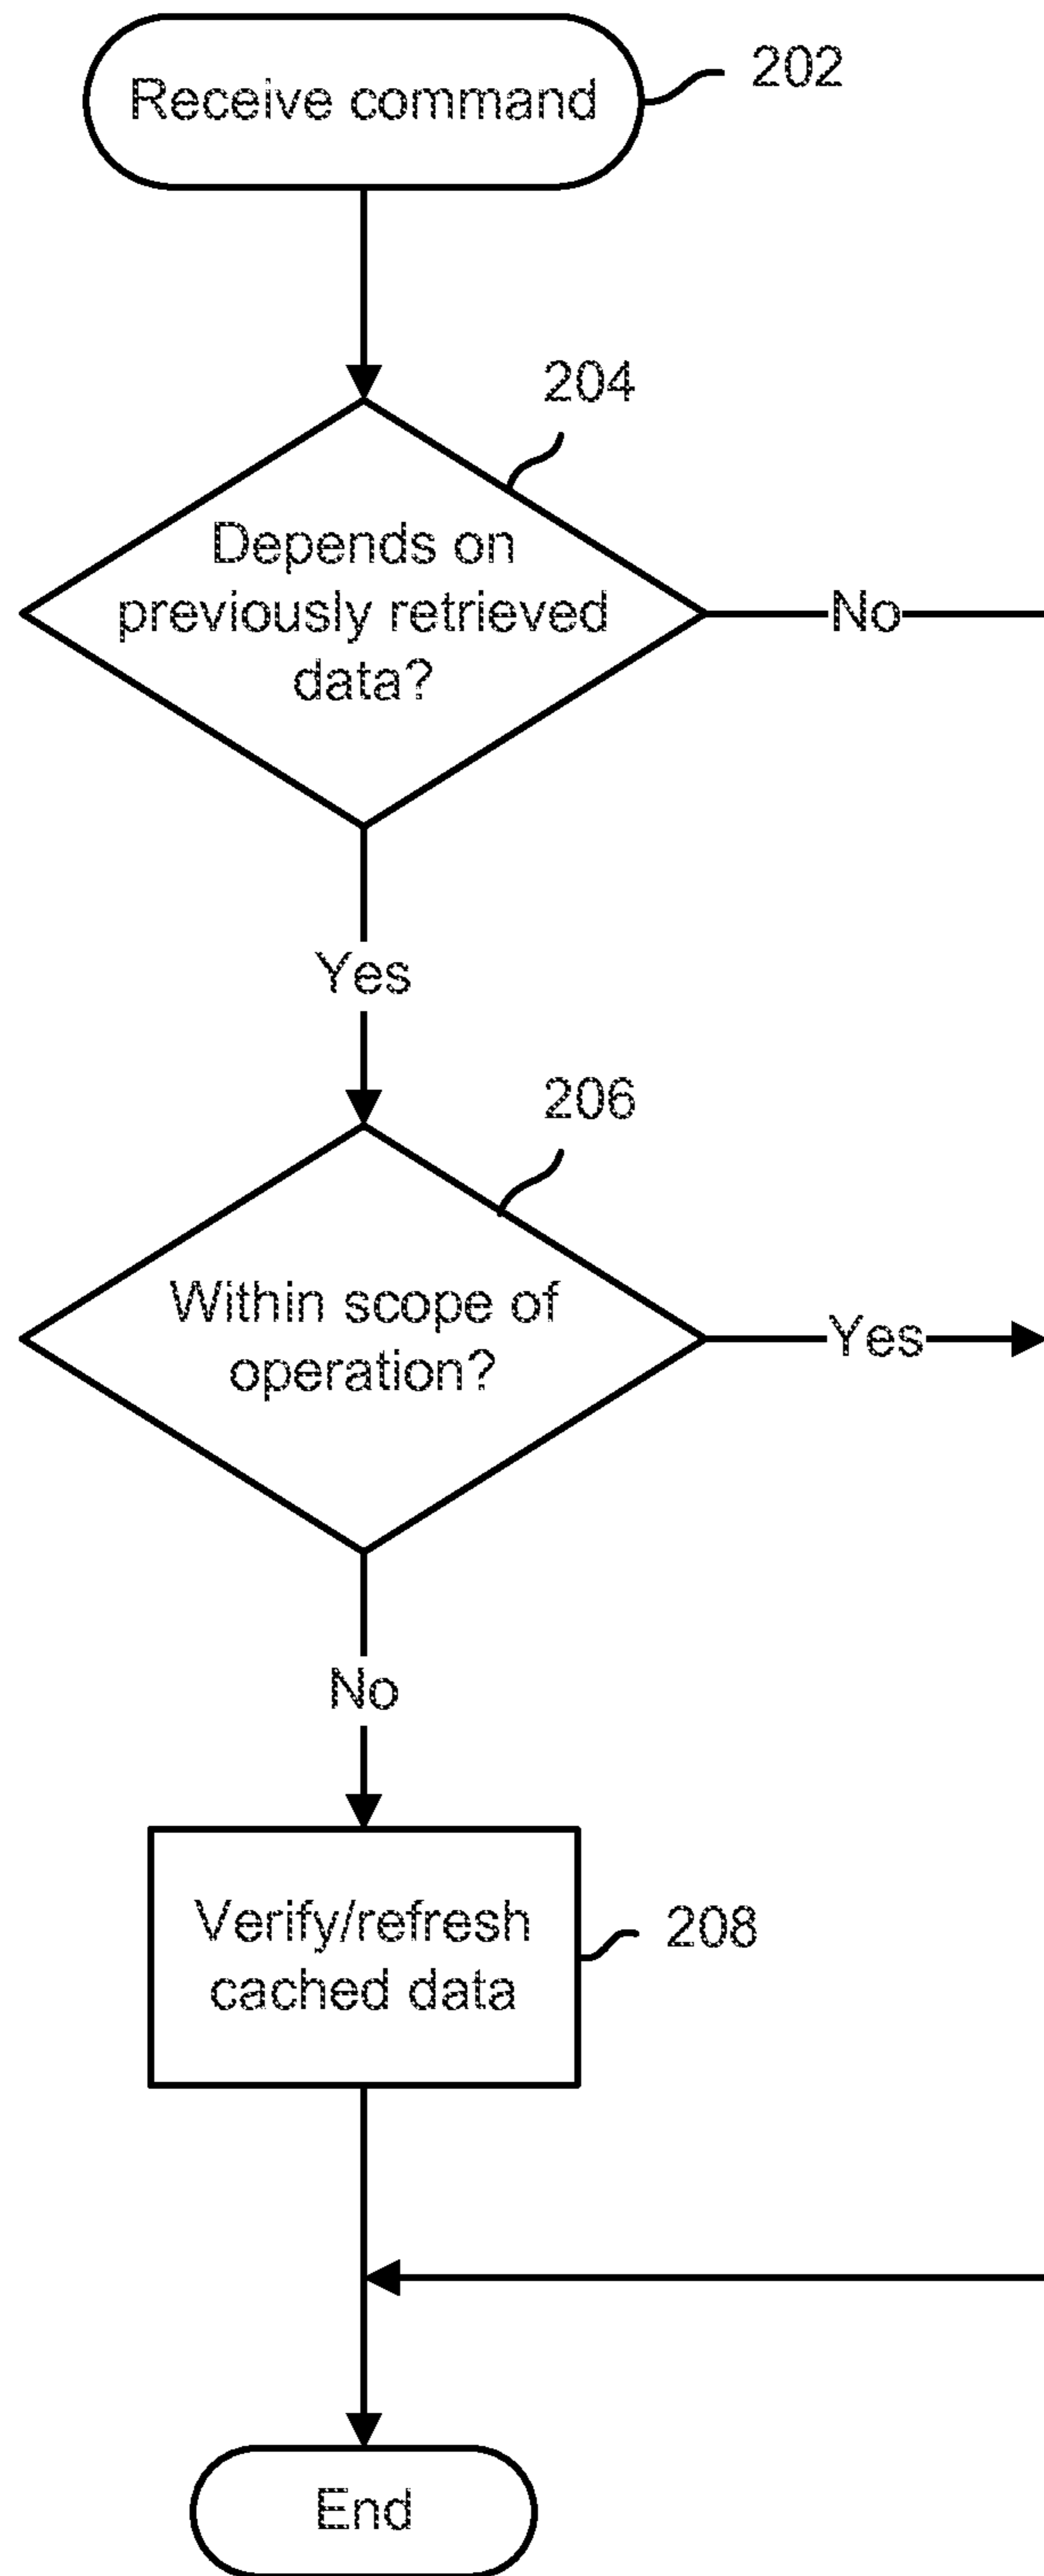 Receive command
202
204
Depends on
previously retrieved
data?
No
Yes
206
Within scope of
operation?
Yes
No
Verify/refresh
cached data
208
End